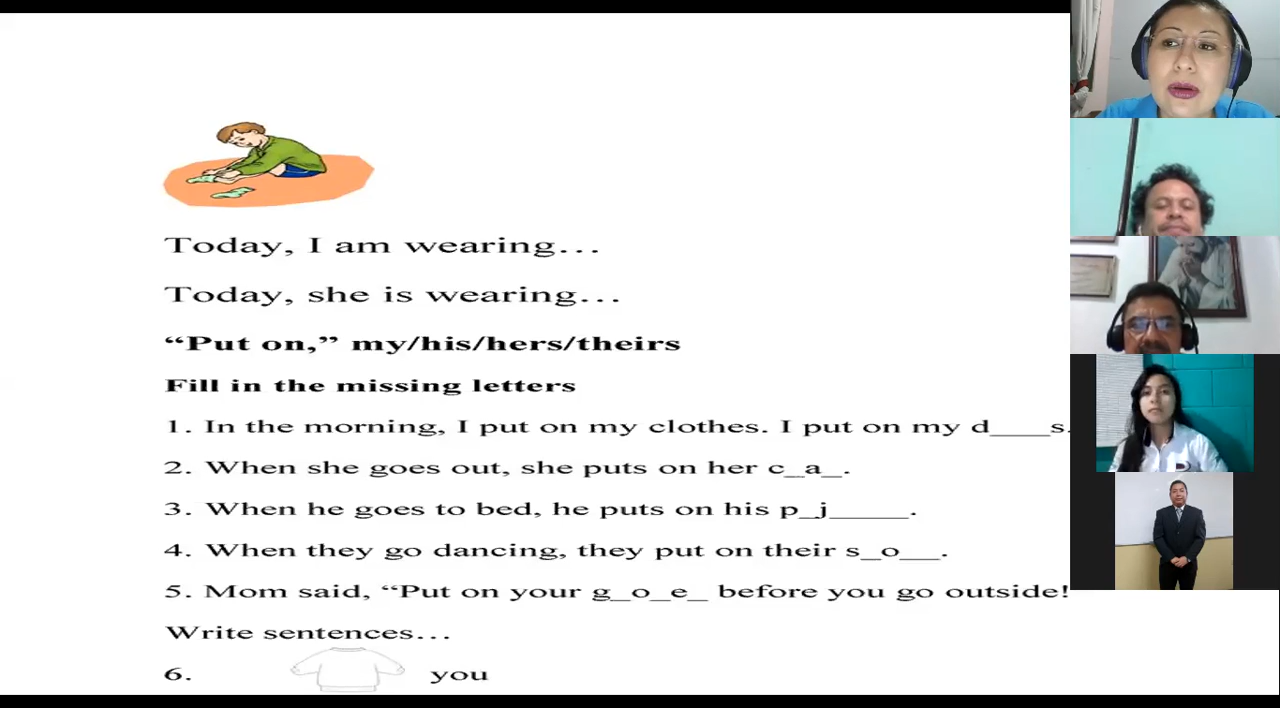 Today, I am wearing…
Today, she is wearing…
“Put on,” my/his/hers/theirs
Fill in the missing letters
1. In the morning, I put on my clothes. I put on my d____s.
2. When she goes out, she puts on her c_a_.
3. When he goes to bed, he puts on his p_j_____.
4. When they go dancing, they put on their s_o__.
5. Mom said, “Put on your g_o_e_ before you go outside!
Write sentences…
6. you